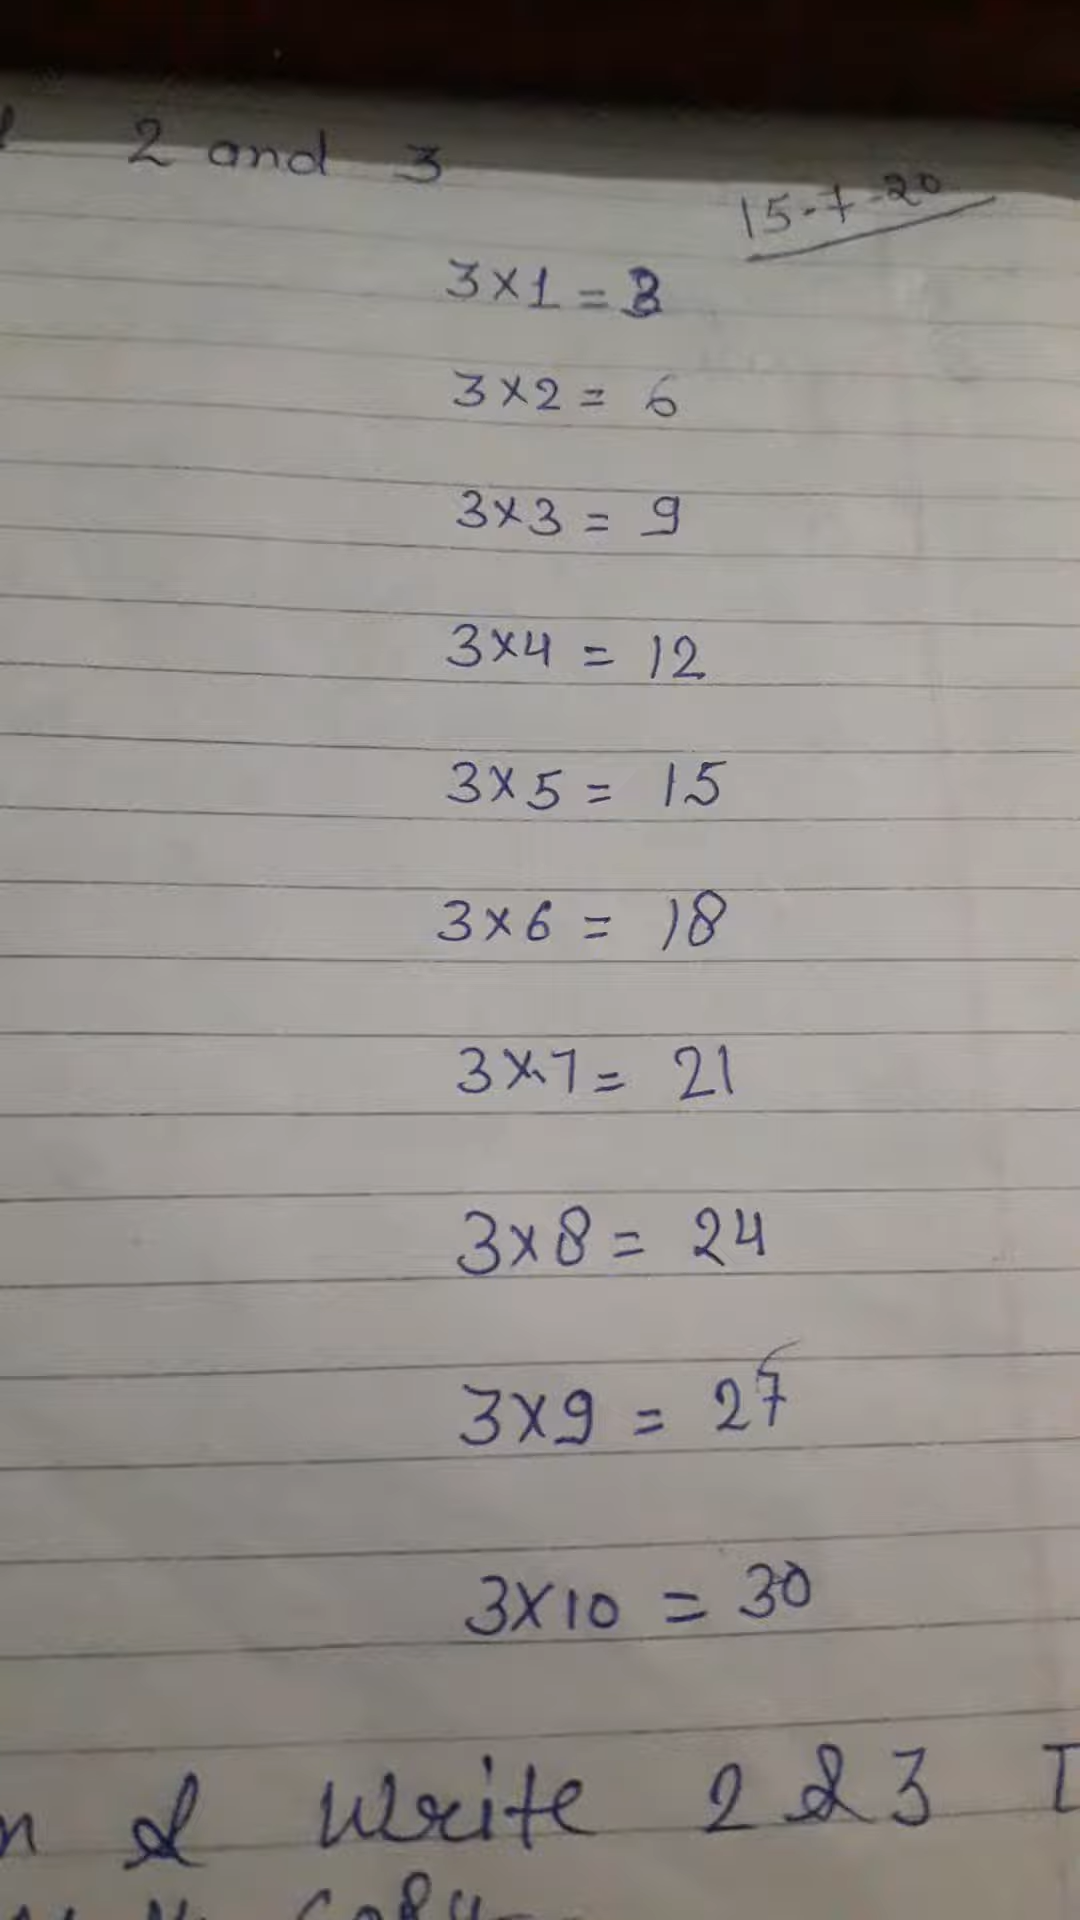 2 and 3
15-7-20
3×1=3
3×2= 6
3×3 = 9
3×4 = 12
3×5 = 15
3×6 = 18
3×7= 21
3×8= 24
3×9 = 27
3×10 = 30
& Write 2 & 3